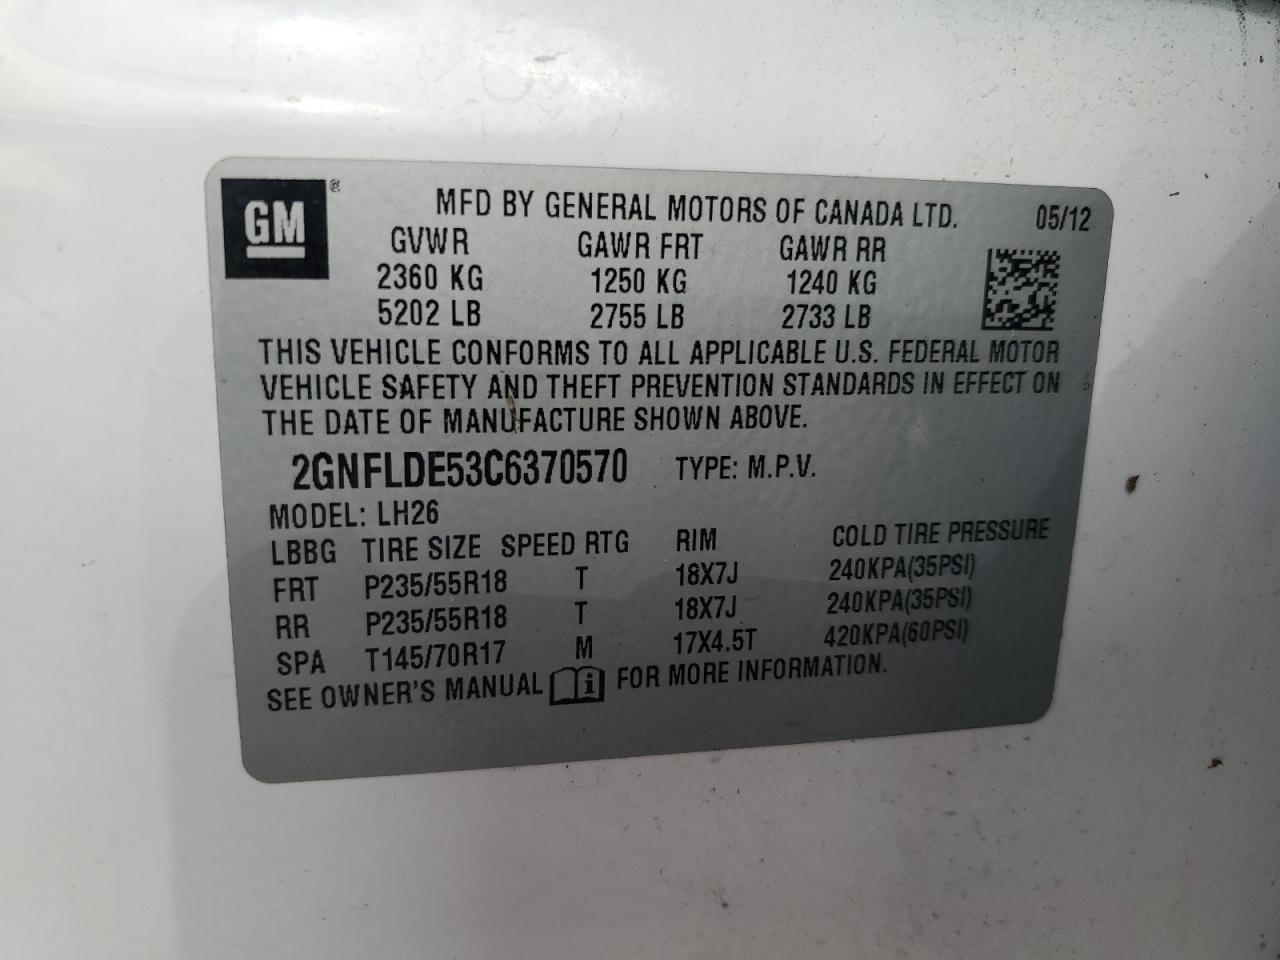 GM ®
MFD BY GENERAL MOTORS OF CANADA LTD. 05/12
GVWR GAWR FRT GAWR RR
2360 KG 1250 KG 1240 KG
5202 LB 2755 LB 2733 LB
THIS VEHICLE CONFORMS TO ALL APPLICABLE U.S. FEDERAL MOTOR
VEHICLE SAFETY AND THEFT PREVENTION STANDARDS IN EFFECT ON
THE DATE OF MANUFACTURE SHOWN ABOVE.
2GNFLDE53C6370570 TYPE: M.P.V.
MODEL: LH26
LBBG TIRE SIZE SPEED RTG RIM COLD TIRE PRESSURE
FRT P235/55R18 T 18X7J 240KPA(35PSI)
RR P235/55R18 T 18X7J 240KPA(35PSI)
SPA T145/70R17 M 17X4.5T 420KPA(60PSI)
SEE OWNER'S MANUAL i FOR MORE INFORMATION.